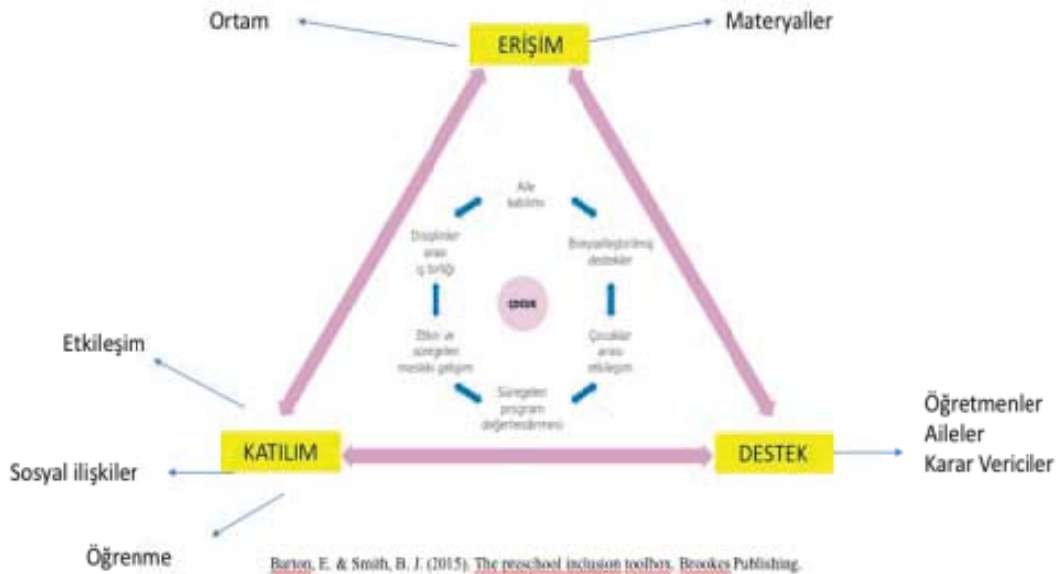 Ortam
ERİŞİM
Materyaller
Aile
katılımı
Disiplinler
arası
iş birliği
Bireyselleştirilmiş
destekler
ÇOCUK
Etkin ve
süregelen
mesleki gelişim
Çocuklar
arası
etkileşim
Süregelen
program
değerlendirmesi
Etkileşim
KATILIM
Sosyal ilişkiler
Öğrenme
DESTEK
Öğretmenler
Aileler
Karar Vericiler
Barton, E. & Smith, B. J. (2015). The preschool inclusion toolbox. Brookes Publishing.